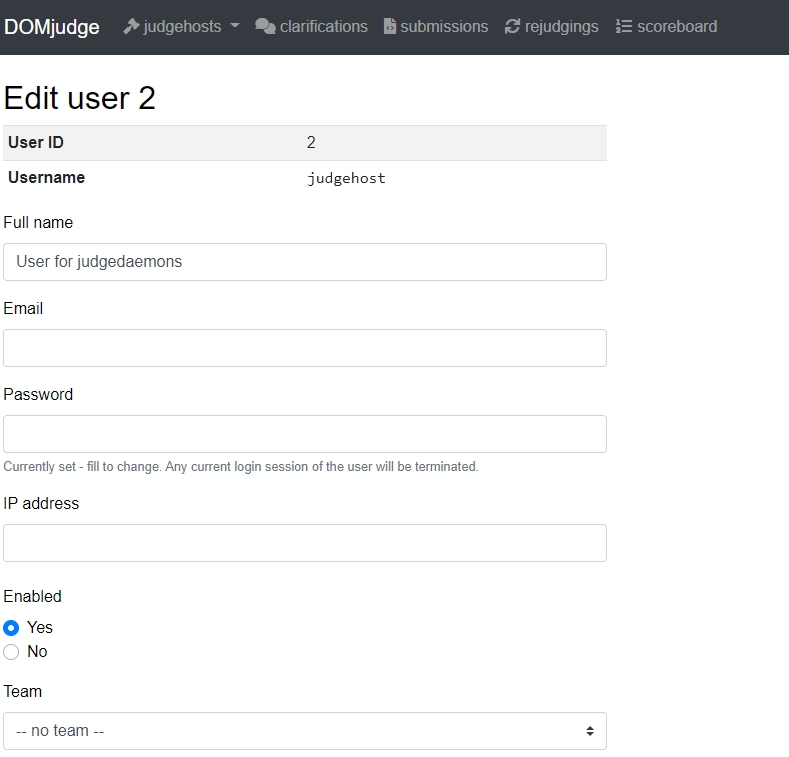 DOMjudge judgehosts clarifications submissions rejudgings scoreboard
Edit user 2
User ID 2
Username judgehost
Full name
User for judgedaemons
Email
Password
Currently set - fill to change. Any current login session of the user will be terminated.
IP address
Enabled
Yes
No
Team
-- no team --